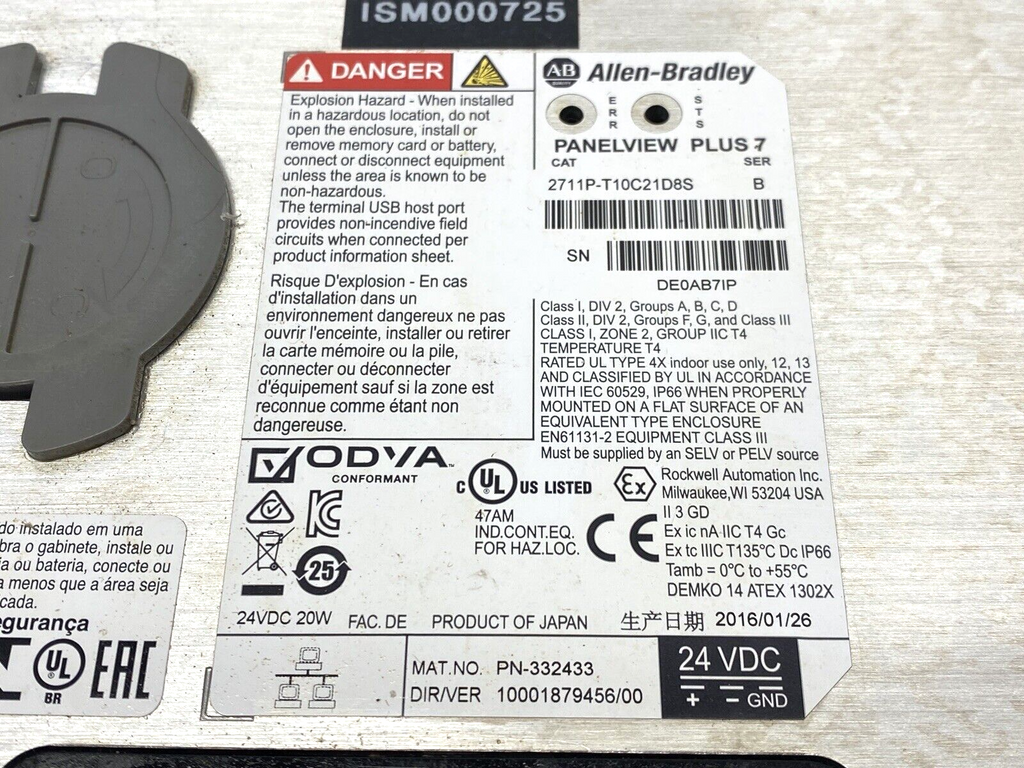 ISM000725
DANGER
Explosion Hazard - When installed
in a hazardous location, do not
open the enclosure, install or
remove memory card or battery,
connect or disconnect equipment
unless the area is known to be
non-hazardous.
The terminal USB host port
provides non-incendive field
circuits when connected per
product information sheet.
Risque D'explosion - En cas
d'installation dans un
environnement dangereux ne pas
ouvrir l'enceinte, installer ou retirer
la carte mémoire ou la pile,
connecter ou déconnecter
d'équipement sauf si la zone est
reconnue comme étant non
dangereuse.
AB Allen-Bradley
ERR
STS
PANELVIEW PLUS 7
CAT SER
2711P-T10C21D8S B
SN
DE0AB7IP
Class I, DIV 2, Groups A, B, C, D
Class II, DIV 2, Groups F, G, and Class III
CLASS I, ZONE 2, GROUP IIC T4
TEMPERATURE T4
RATED UL TYPE 4X indoor use only, 12, 13
AND CLASSIFIED BY UL IN ACCORDANCE
WITH IEC 60529, IP66 WHEN PROPERLY
MOUNTED ON A FLAT SURFACE OF AN
EQUIVALENT TYPE ENCLOSURE
EN61131-2 EQUIPMENT CLASS III
Must be supplied by an SELV or PELV source
ODVA
CONFORMANT
C UL US LISTED
47AM
IND.CONT.EQ.
FOR HAZ.LOC.
25
CE
Ex
Rockwell Automation Inc.
Milwaukee,WI 53204 USA
II 3 GD
Ex ic nA IIC T4 Gc
Ex tc IIIC T135°C Dc IP66
Tamb = 0°C to +55°C
DEMKO 14 ATEX 1302X
24VDC 20W FAC. DE PRODUCT OF JAPAN 生产日期 2016/01/26
MAT.NO. PN-332433
DIR/VER 10001879456/00
24 VDC
+ − GND
do instalado em uma
bra o gabinete, instale ou
ia ou bateria, conecte ou
a menos que a área seja
cada.
egurança
UL
BR
EAC